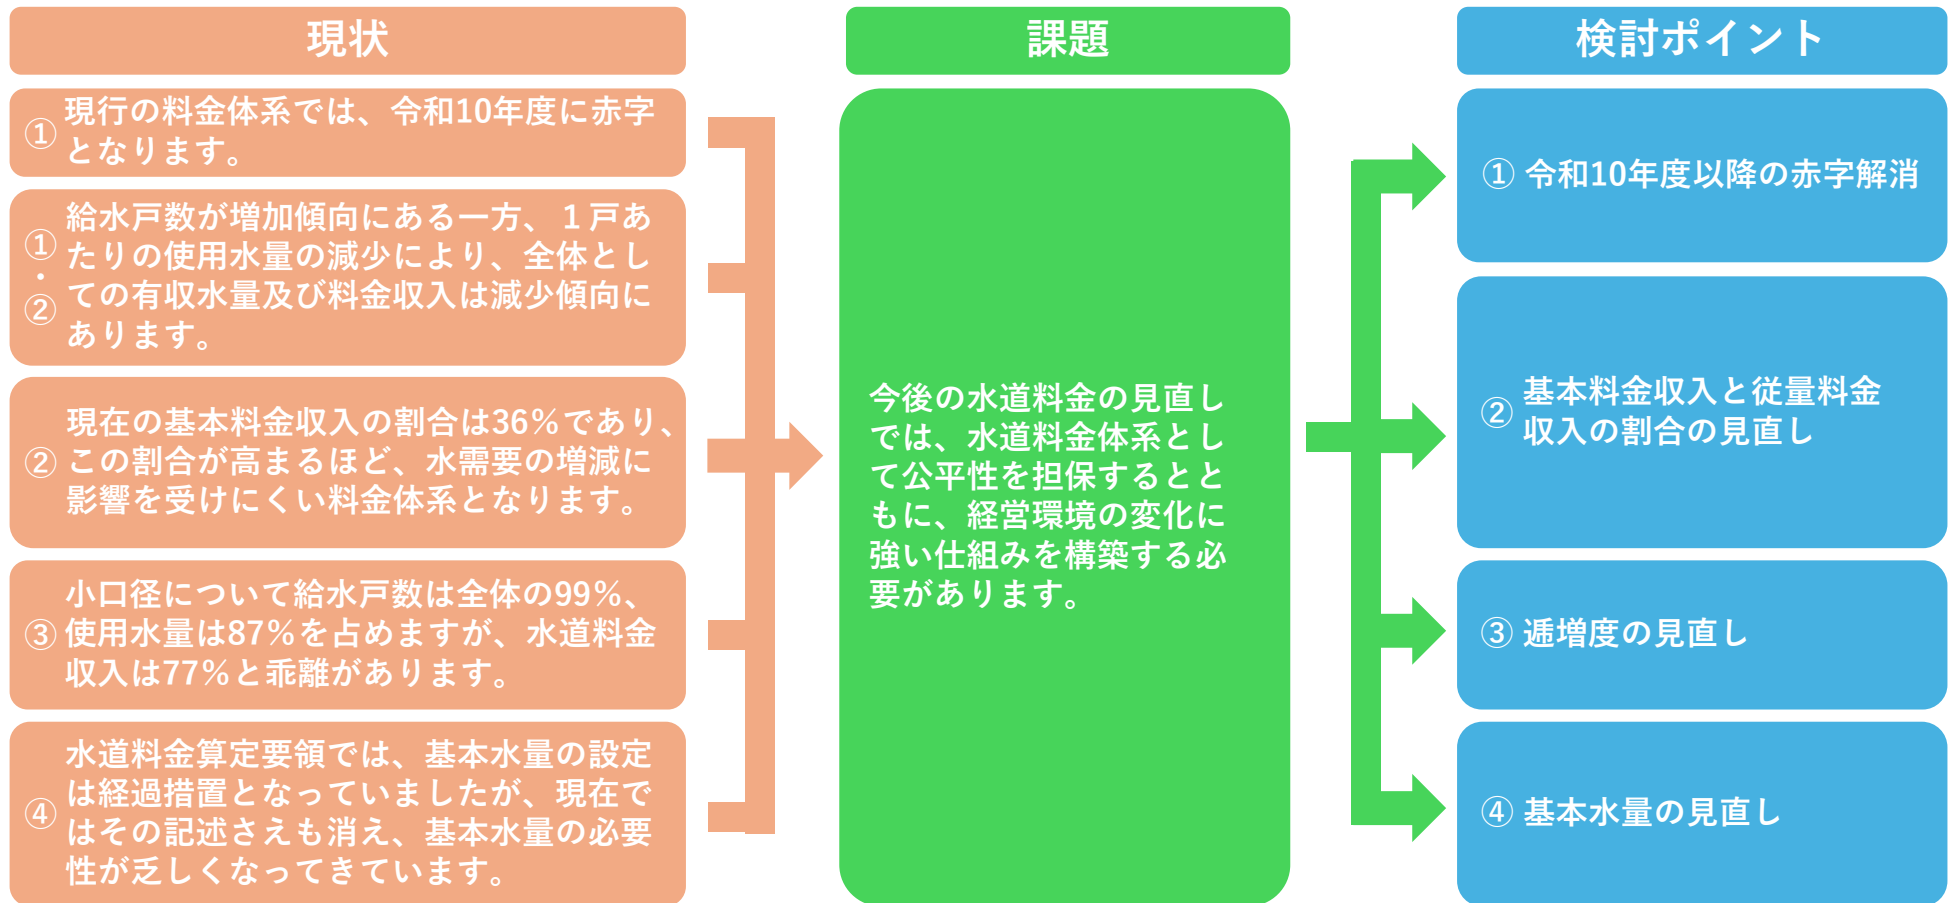 現状
①
現行の料金体系では、令和10年度に赤字
となります。
①
・
②
給水戸数が増加傾向にある一方、１戸あ
たりの使用水量の減少により、全体とし
ての有収水量及び料金収入は減少傾向に
あります。
②
現在の基本料金収入の割合は36％であり、
この割合が高まるほど、水需要の増減に
影響を受けにくい料金体系となります。
③
小口径について給水戸数は全体の99％、
使用水量は87％を占めますが、水道料金
収入は77％と乖離があります。
④
水道料金算定要領では、基本水量の設定
は経過措置となっていましたが、現在で
はその記述さえも消え、基本水量の必要
性が乏しくなってきています。
課題
今後の水道料金の見直し
では、水道料金体系とし
て公平性を担保するとと
もに、経営環境の変化に
強い仕組みを構築する必
要があります。
検討ポイント
① 令和10年度以降の赤字解消
②
基本料金収入と従量料金
収入の割合の見直し
③ 逓増度の見直し
④ 基本水量の見直し